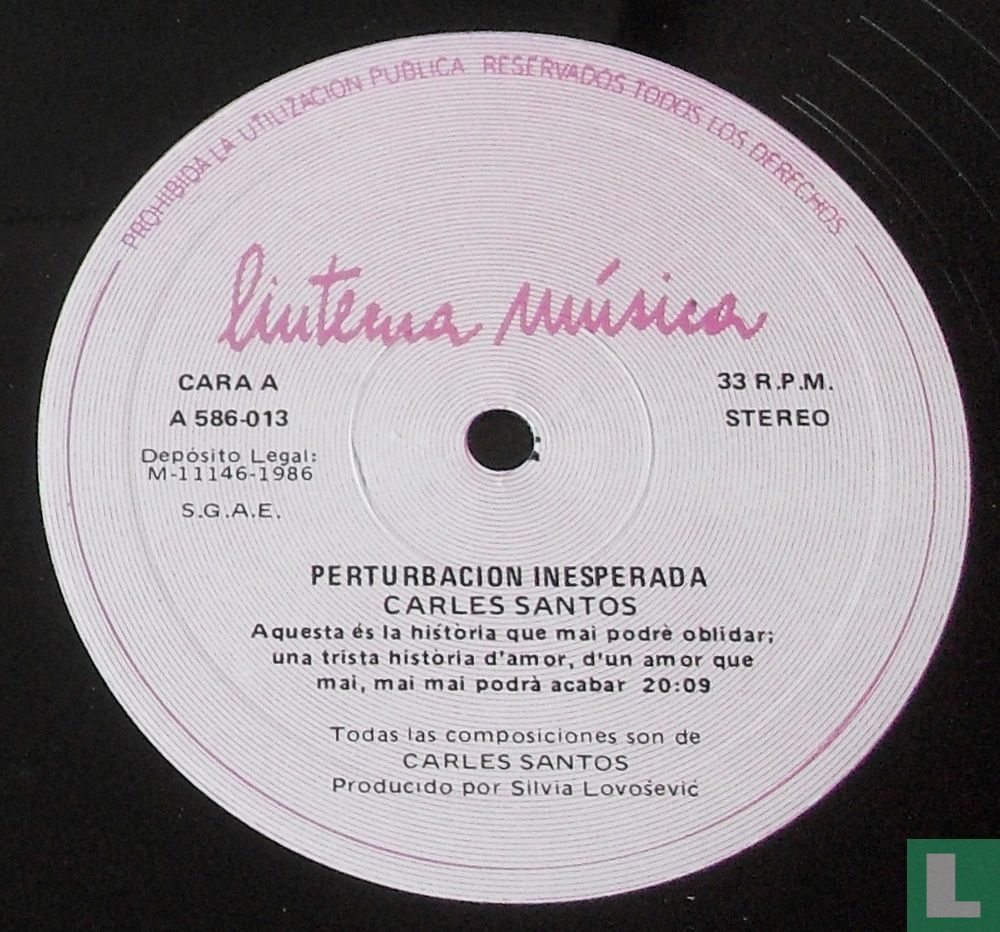 PROHIBIDA LA UTILIZACION PUBLICA RESERVADOS TODOS LOS DERECHOS
linterna música
CARA A
33 R.P.M.
A 586-013
STEREO
Depósito Legal:
M-11146-1986
S.G.A.E.
PERTURBACION INESPERADA
CARLES SANTOS
Aquesta és la història que mai podrè oblidar;
una trista història d'amor, d'un amor que
mai, mai mai podrà acabar 20:09
Todas las composiciones son de
CARLES SANTOS
Producido por Silvia Lovośević
L